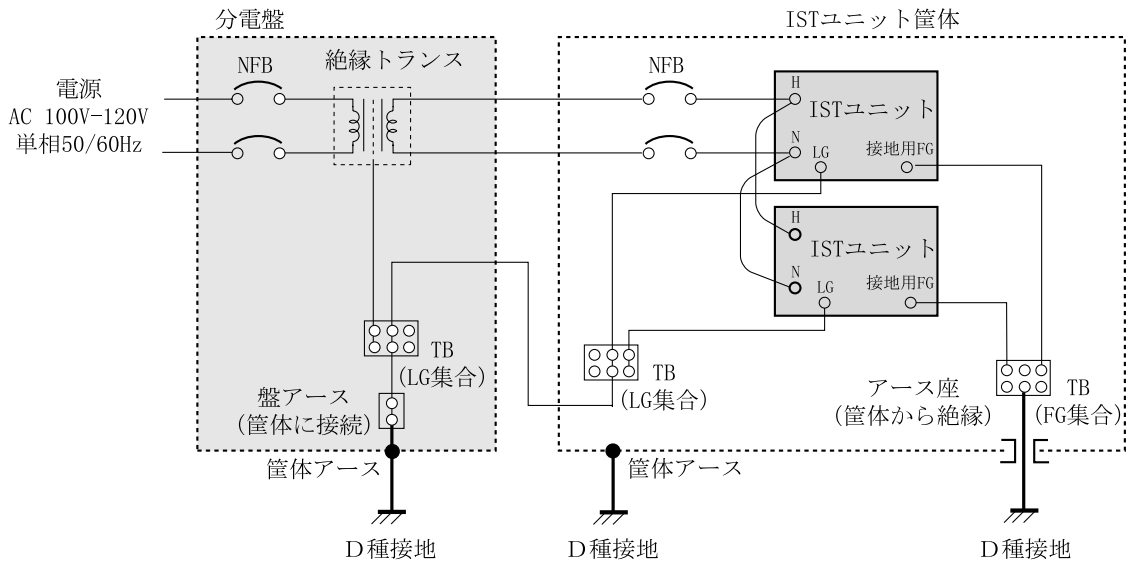 分電盤
ISTユニット筐体
NFB
絶縁トランス
NFB
電源
AC 100V-120V
単相50/60Hz
H
ISTユニット
N
LG
接地用FG
H
ISTユニット
N
LG
接地用FG
TB
(LG集合)
TB
(LG集合)
盤アース
(筐体に接続)
アース座
(筐体から絶縁)
TB
(FG集合)
筐体アース
筐体アース
D種接地
D種接地
D種接地